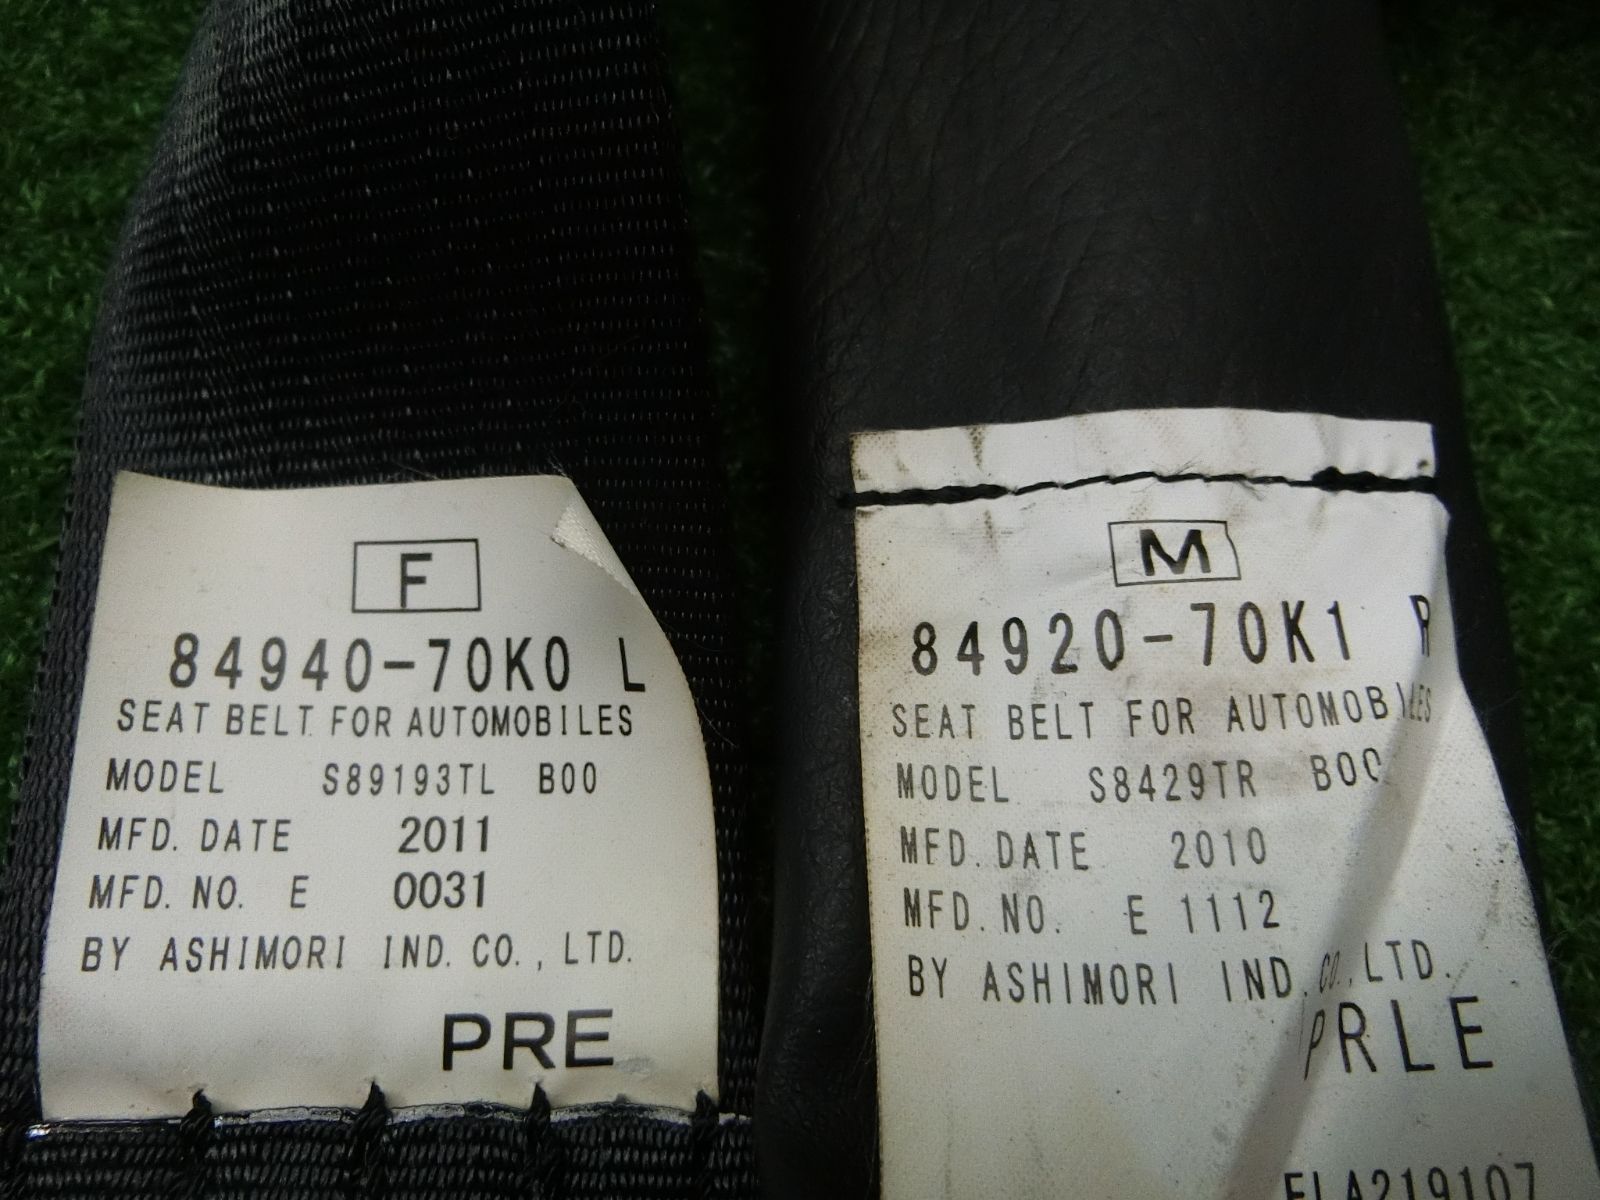 F
84940-70K0 L
SEAT BELT FOR AUTOMOBILES
MODEL S89193TL B00
MFD. DATE 2011
MFD. NO. E 0031
BY ASHIMORI IND. CO., LTD.
PRE
M
84920-70K1 R
SEAT BELT FOR AUTOMOBILES
MODEL S8429TR B00
MFD. DATE 2010
MFD. NO. E 1112
BY ASHIMORI IND. CO., LTD.
PRLE